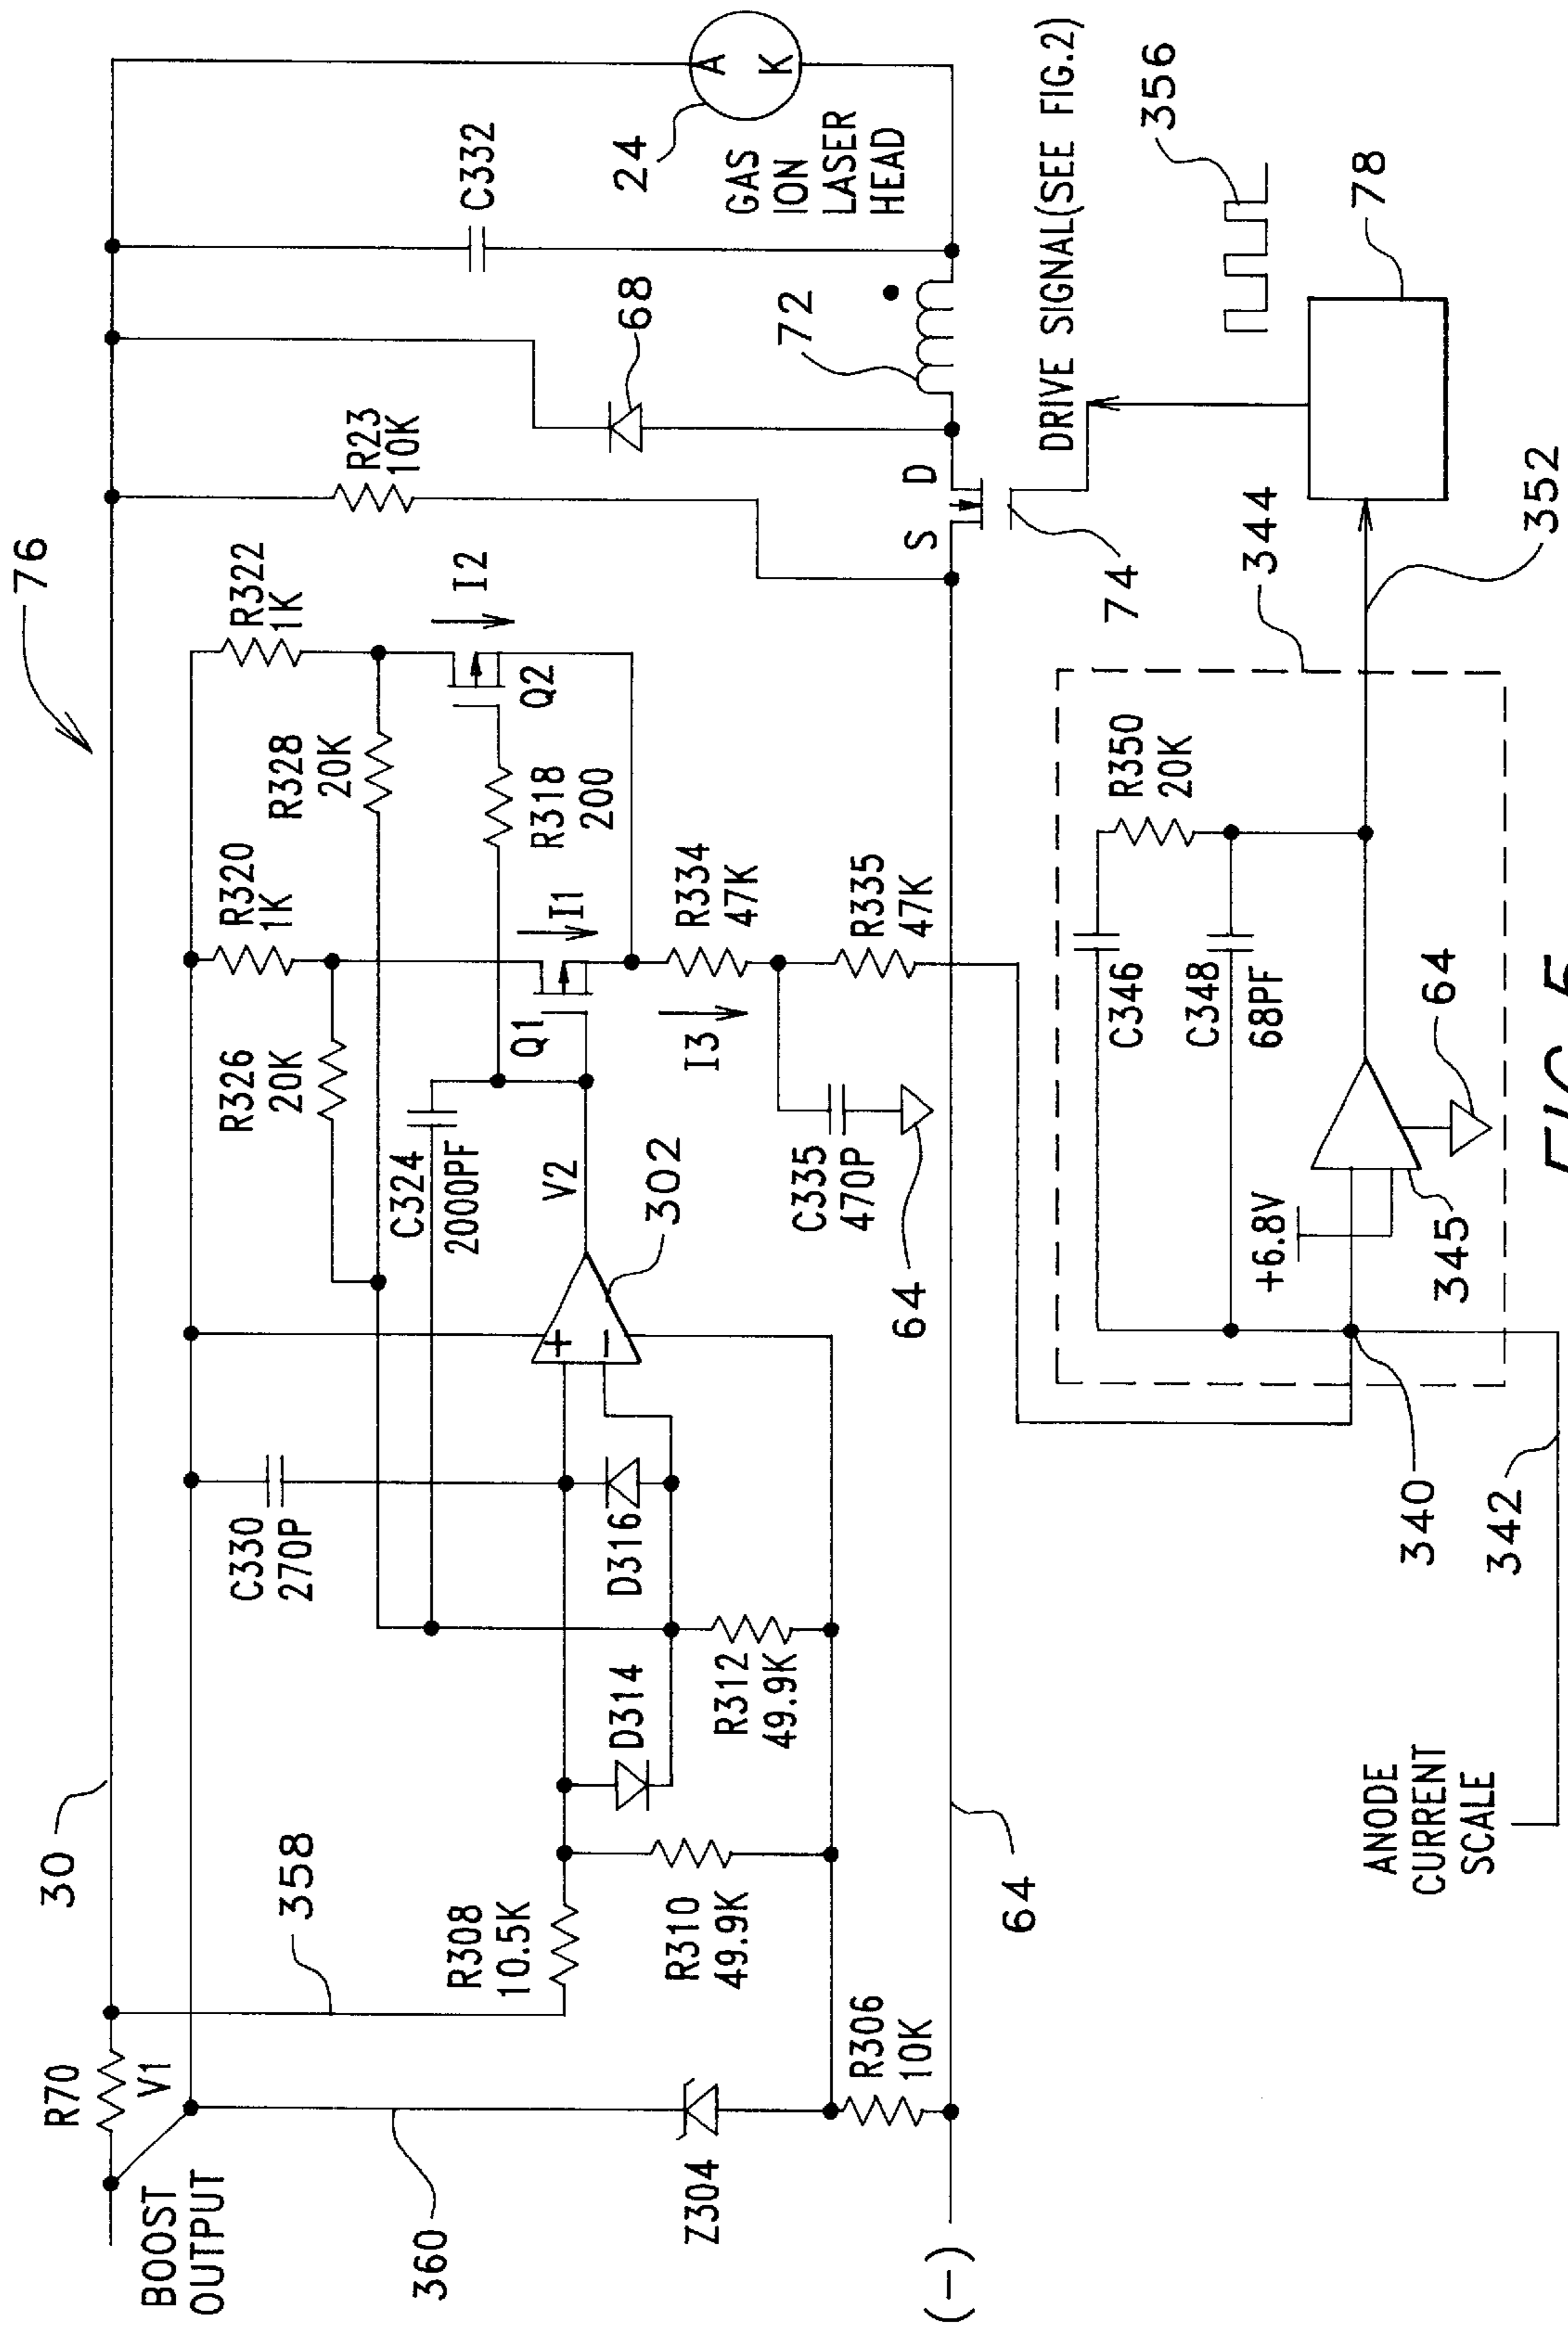 76
30
R70
V1
BOOST
OUTPUT
358
360
Z304
R306
10K
(-)
64
R308
10.5K
R310
49.9K
D314
R312
49.9K
D316
C330
270P
302
V2
C324
2000PF
R326
20K
R320
1K
R328
20K
R322
1K
Q1
I1
R318
200
Q2
I2
I3
R334
47K
C335
470P
64
R335
47K
R23
10K
68
C332
72
S
D
74
24
A
K
GAS
ION
LASER
HEAD
DRIVE SIGNAL(SEE FIG.2)
356
78
352
344
R350
20K
C346
C348
68PF
+6.8V
345
64
340
342
ANODE
CURRENT
SCALE
FIG.5